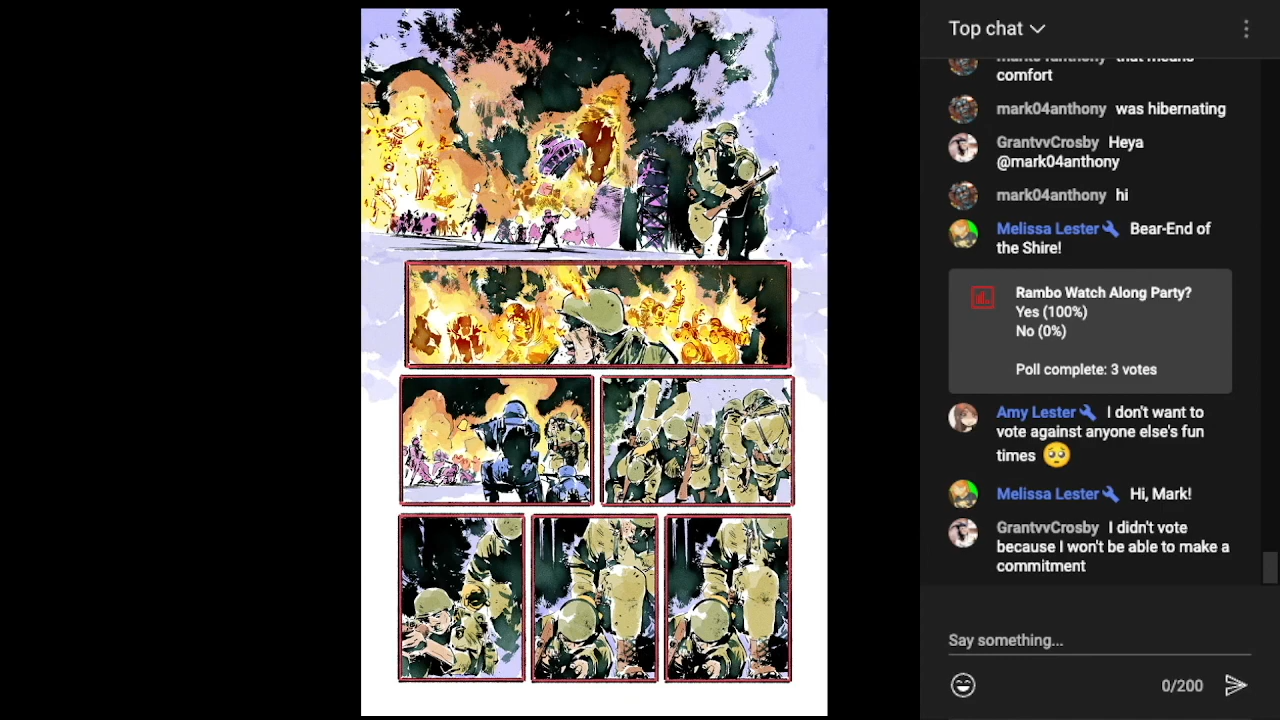 Top chat
mark04anthony that means
comfort
mark04anthony was hibernating
GrantvvCrosby Heya
@mark04anthony
mark04anthony hi
Melissa Lester Bear-End of
the Shire!
Rambo Watch Along Party?
Yes (100%)
No (0%)
Poll complete: 3 votes
Amy Lester I don't want to
vote against anyone else's fun
times 🥺
Melissa Lester Hi, Mark!
GrantvvCrosby I didn't vote
because I won't be able to make a
commitment
Say something...
0/200